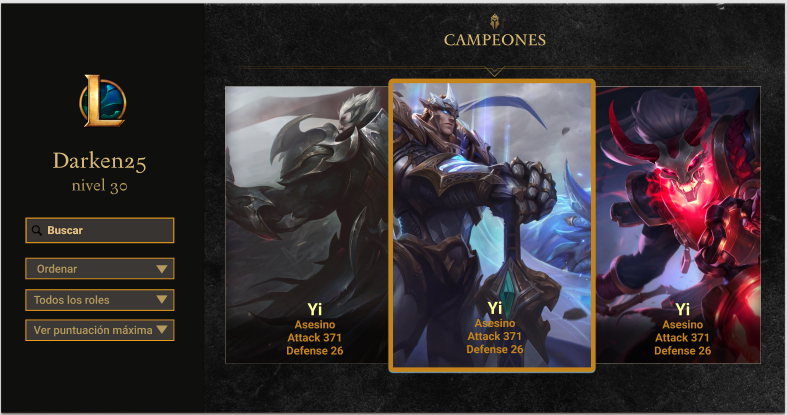 CAMPEONES
L
Darken25
nivel 30
Buscar
Ordenar
Todos los roles
Ver puntuación máxima
Yi
Asesino
Attack 371
Defense 26
Yi
Asesino
Attack 371
Defense 26
Yi
Asesino
Attack 371
Defense 26